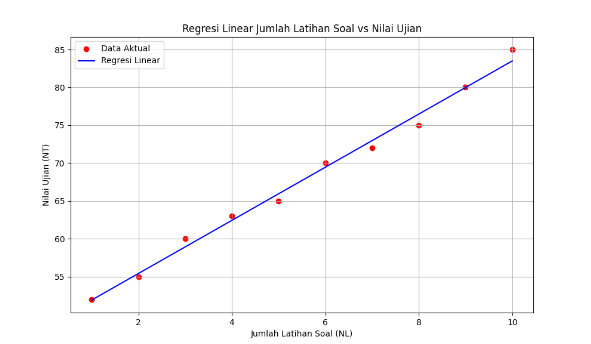 Regresi Linear Jumlah Latihan Soal vs Nilai Ujian
Data Aktual
Regresi Linear
Nilai Ujian (NT)
85
80
75
70
65
60
55
2 4 6 8 10
Jumlah Latihan Soal (NL)